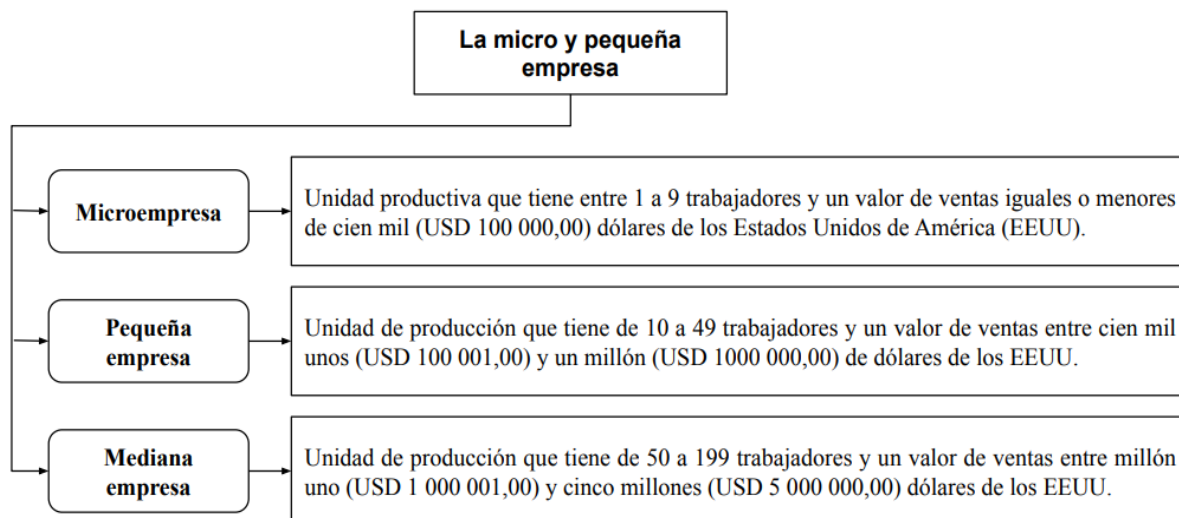 La micro y pequeña
empresa
Microempresa
Unidad productiva que tiene entre 1 a 9 trabajadores y un valor de ventas iguales o menores
de cien mil (USD 100 000,00) dólares de los Estados Unidos de América (EEUU).
Pequeña
empresa
Unidad de producción que tiene de 10 a 49 trabajadores y un valor de ventas entre cien mil
unos (USD 100 001,00) y un millón (USD 1000 000,00) de dólares de los EEUU.
Mediana
empresa
Unidad de producción que tiene de 50 a 199 trabajadores y un valor de ventas entre millón
uno (USD 1 000 001,00) y cinco millones (USD 5 000 000,00) dólares de los EEUU.